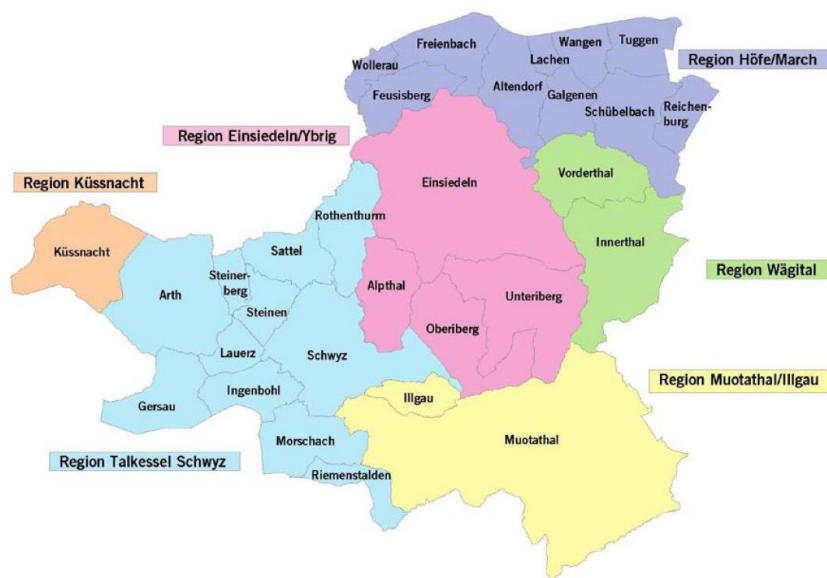 Freienbach
Wangen
Tuggen
Wollerau
Lachen
Region Höfe/March
Feusisberg
Altendorf
Galgenen
Schübelbach
Reichen-
burg
Region Einsiedeln/Ybrig
Einsiedeln
Vorderthal
Region Küssnacht
Rothenthurm
Küssnacht
Sattel
Innerthal
Arth
Steiner-
berg
Alpthal
Unteriberg
Region Wägital
Steinen
Oberiberg
Lauerz
Schwyz
Gersau
Ingenbohl
Illgau
Region Muotathal/Illgau
Morschach
Muotathal
Region Talkessel Schwyz
Riemenstalden